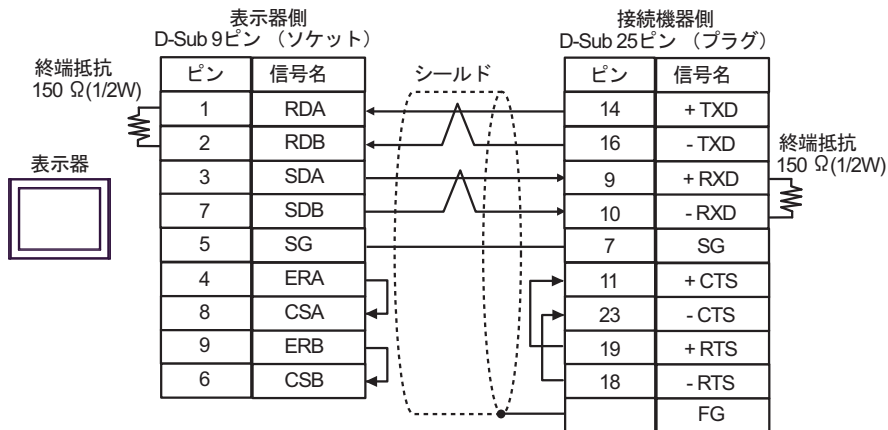 表示器側
D-Sub 9ピン （ソケット）
接続機器側
D-Sub 25ピン （プラグ）
終端抵抗
150 Ω(1/2W)
ピン 信号名
シールド
ピン 信号名
1 RDA 14 + TXD
2 RDB 16 - TXD
終端抵抗
150 Ω(1/2W)
表示器
3 SDA 9 + RXD
7 SDB 10 - RXD
5 SG 7 SG
4 ERA 11 + CTS
8 CSA 23 - CTS
9 ERB 19 + RTS
6 CSB 18 - RTS
FG